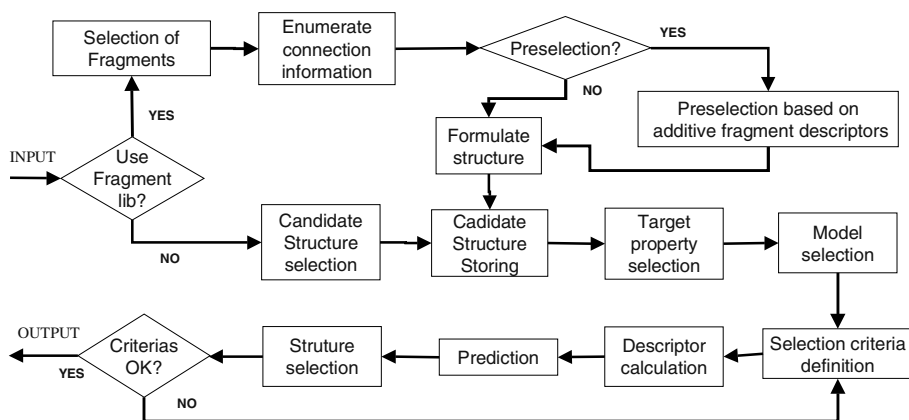 Selection of
Fragments
Enumerate
connection
information
Preselection?
YES
NO
Preselection based on
additive fragment descriptors
YES
Formulate
structure
INPUT
Use
Fragment
lib?
NO
Candidate
Structure
selection
Cadidate
Structure
Storing
Target
property
selection
Model
selection
OUTPUT
YES
Criterias
OK?
NO
Struture
selection
Prediction
Descriptor
calculation
Selection criteria
definition